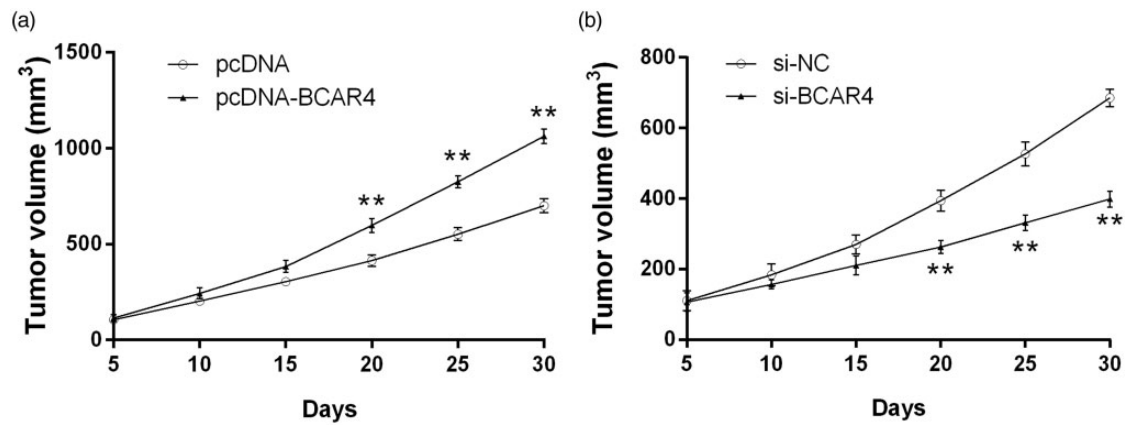 (a)
1500
1000
500
0
Tumor volume (mm³)
pcDNA
pcDNA-BCAR4
**
**
**
5 10 15 20 25 30
Days
(b)
800
600
400
200
0
Tumor volume (mm³)
si-NC
si-BCAR4
**
**
**
5 10 15 20 25 30
Days